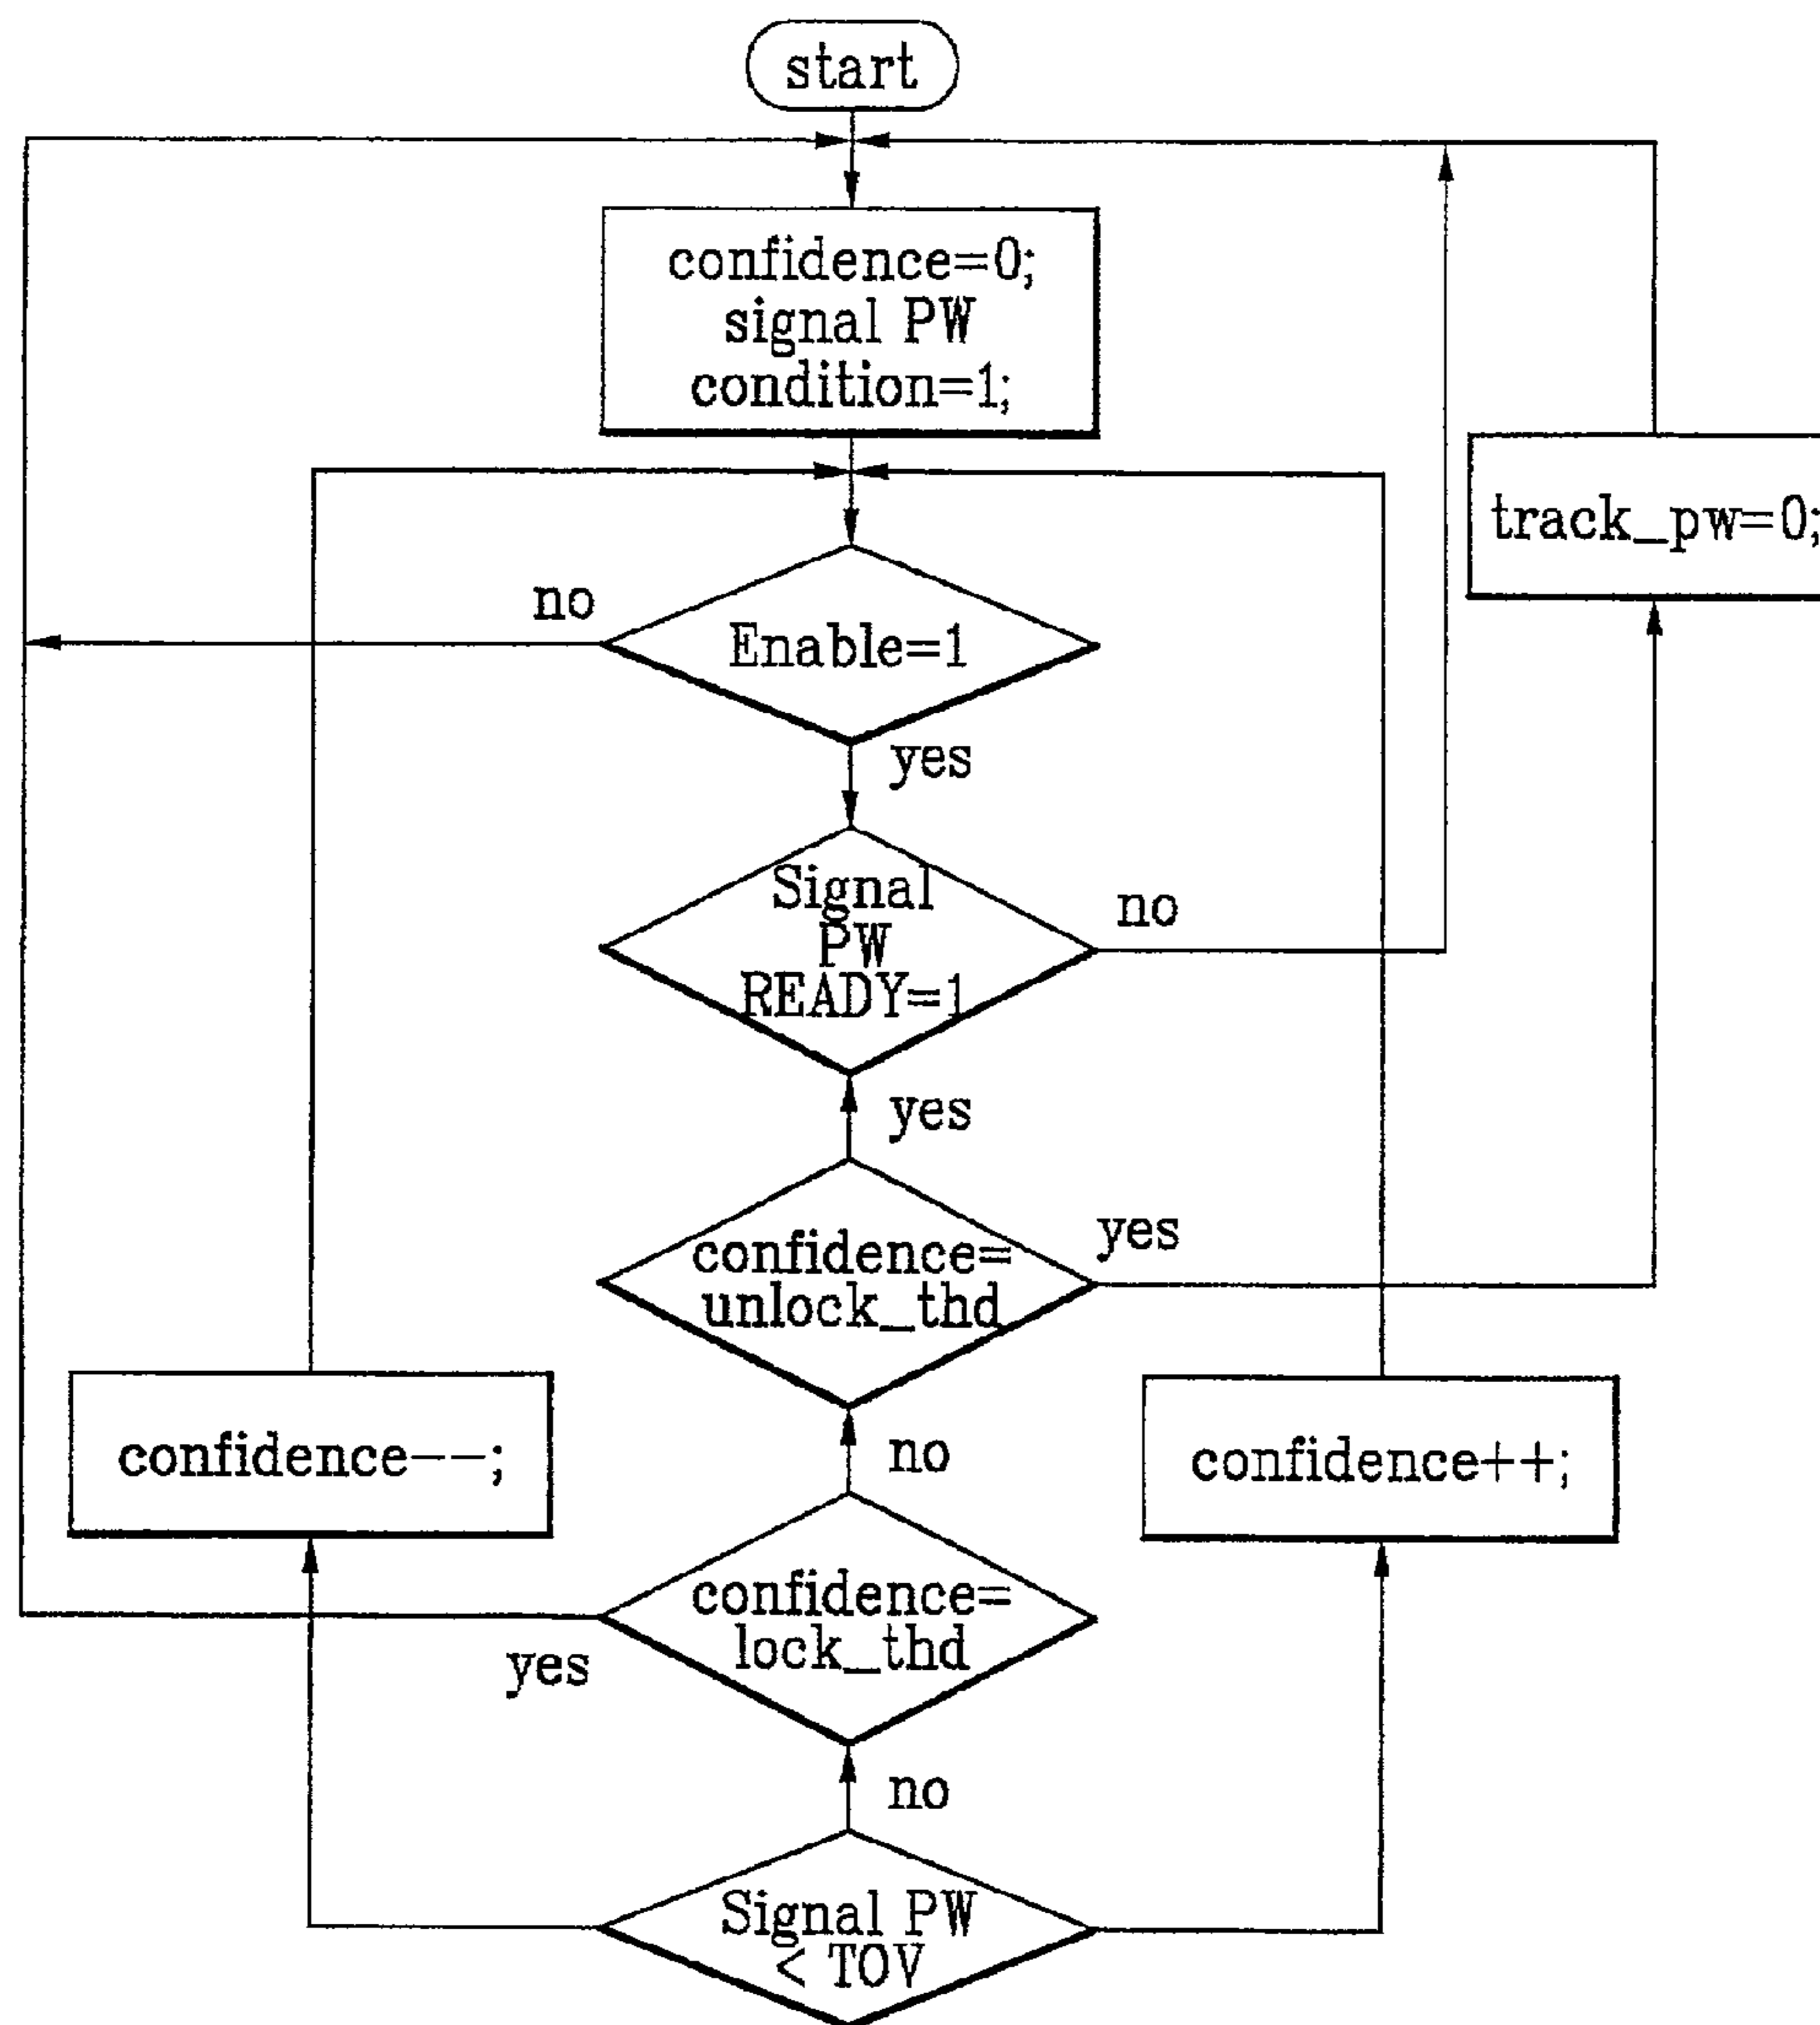 start
confidence=0;
signal PW
condition=1;
track_pw=0;
no
Enable=1
yes
Signal
PW
READY=1
no
yes
confidence=
unlock_thd
yes
confidence--;
no
confidence++;
confidence=
lock_thd
yes
no
Signal PW
< TOV